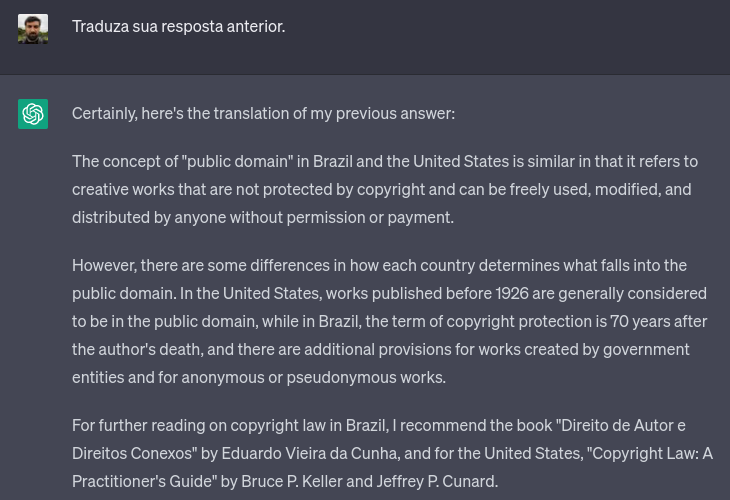 Traduza sua resposta anterior.
Certainly, here's the translation of my previous answer:
The concept of "public domain" in Brazil and the United States is similar in that it refers to
creative works that are not protected by copyright and can be freely used, modified, and
distributed by anyone without permission or payment.
However, there are some differences in how each country determines what falls into the
public domain. In the United States, works published before 1926 are generally considered
to be in the public domain, while in Brazil, the term of copyright protection is 70 years after
the author's death, and there are additional provisions for works created by government
entities and for anonymous or pseudonymous works.
For further reading on copyright law in Brazil, I recommend the book "Direito de Autor e
Direitos Conexos" by Eduardo Vieira da Cunha, and for the United States, "Copyright Law: A
Practitioner's Guide" by Bruce P. Keller and Jeffrey P. Cunard.